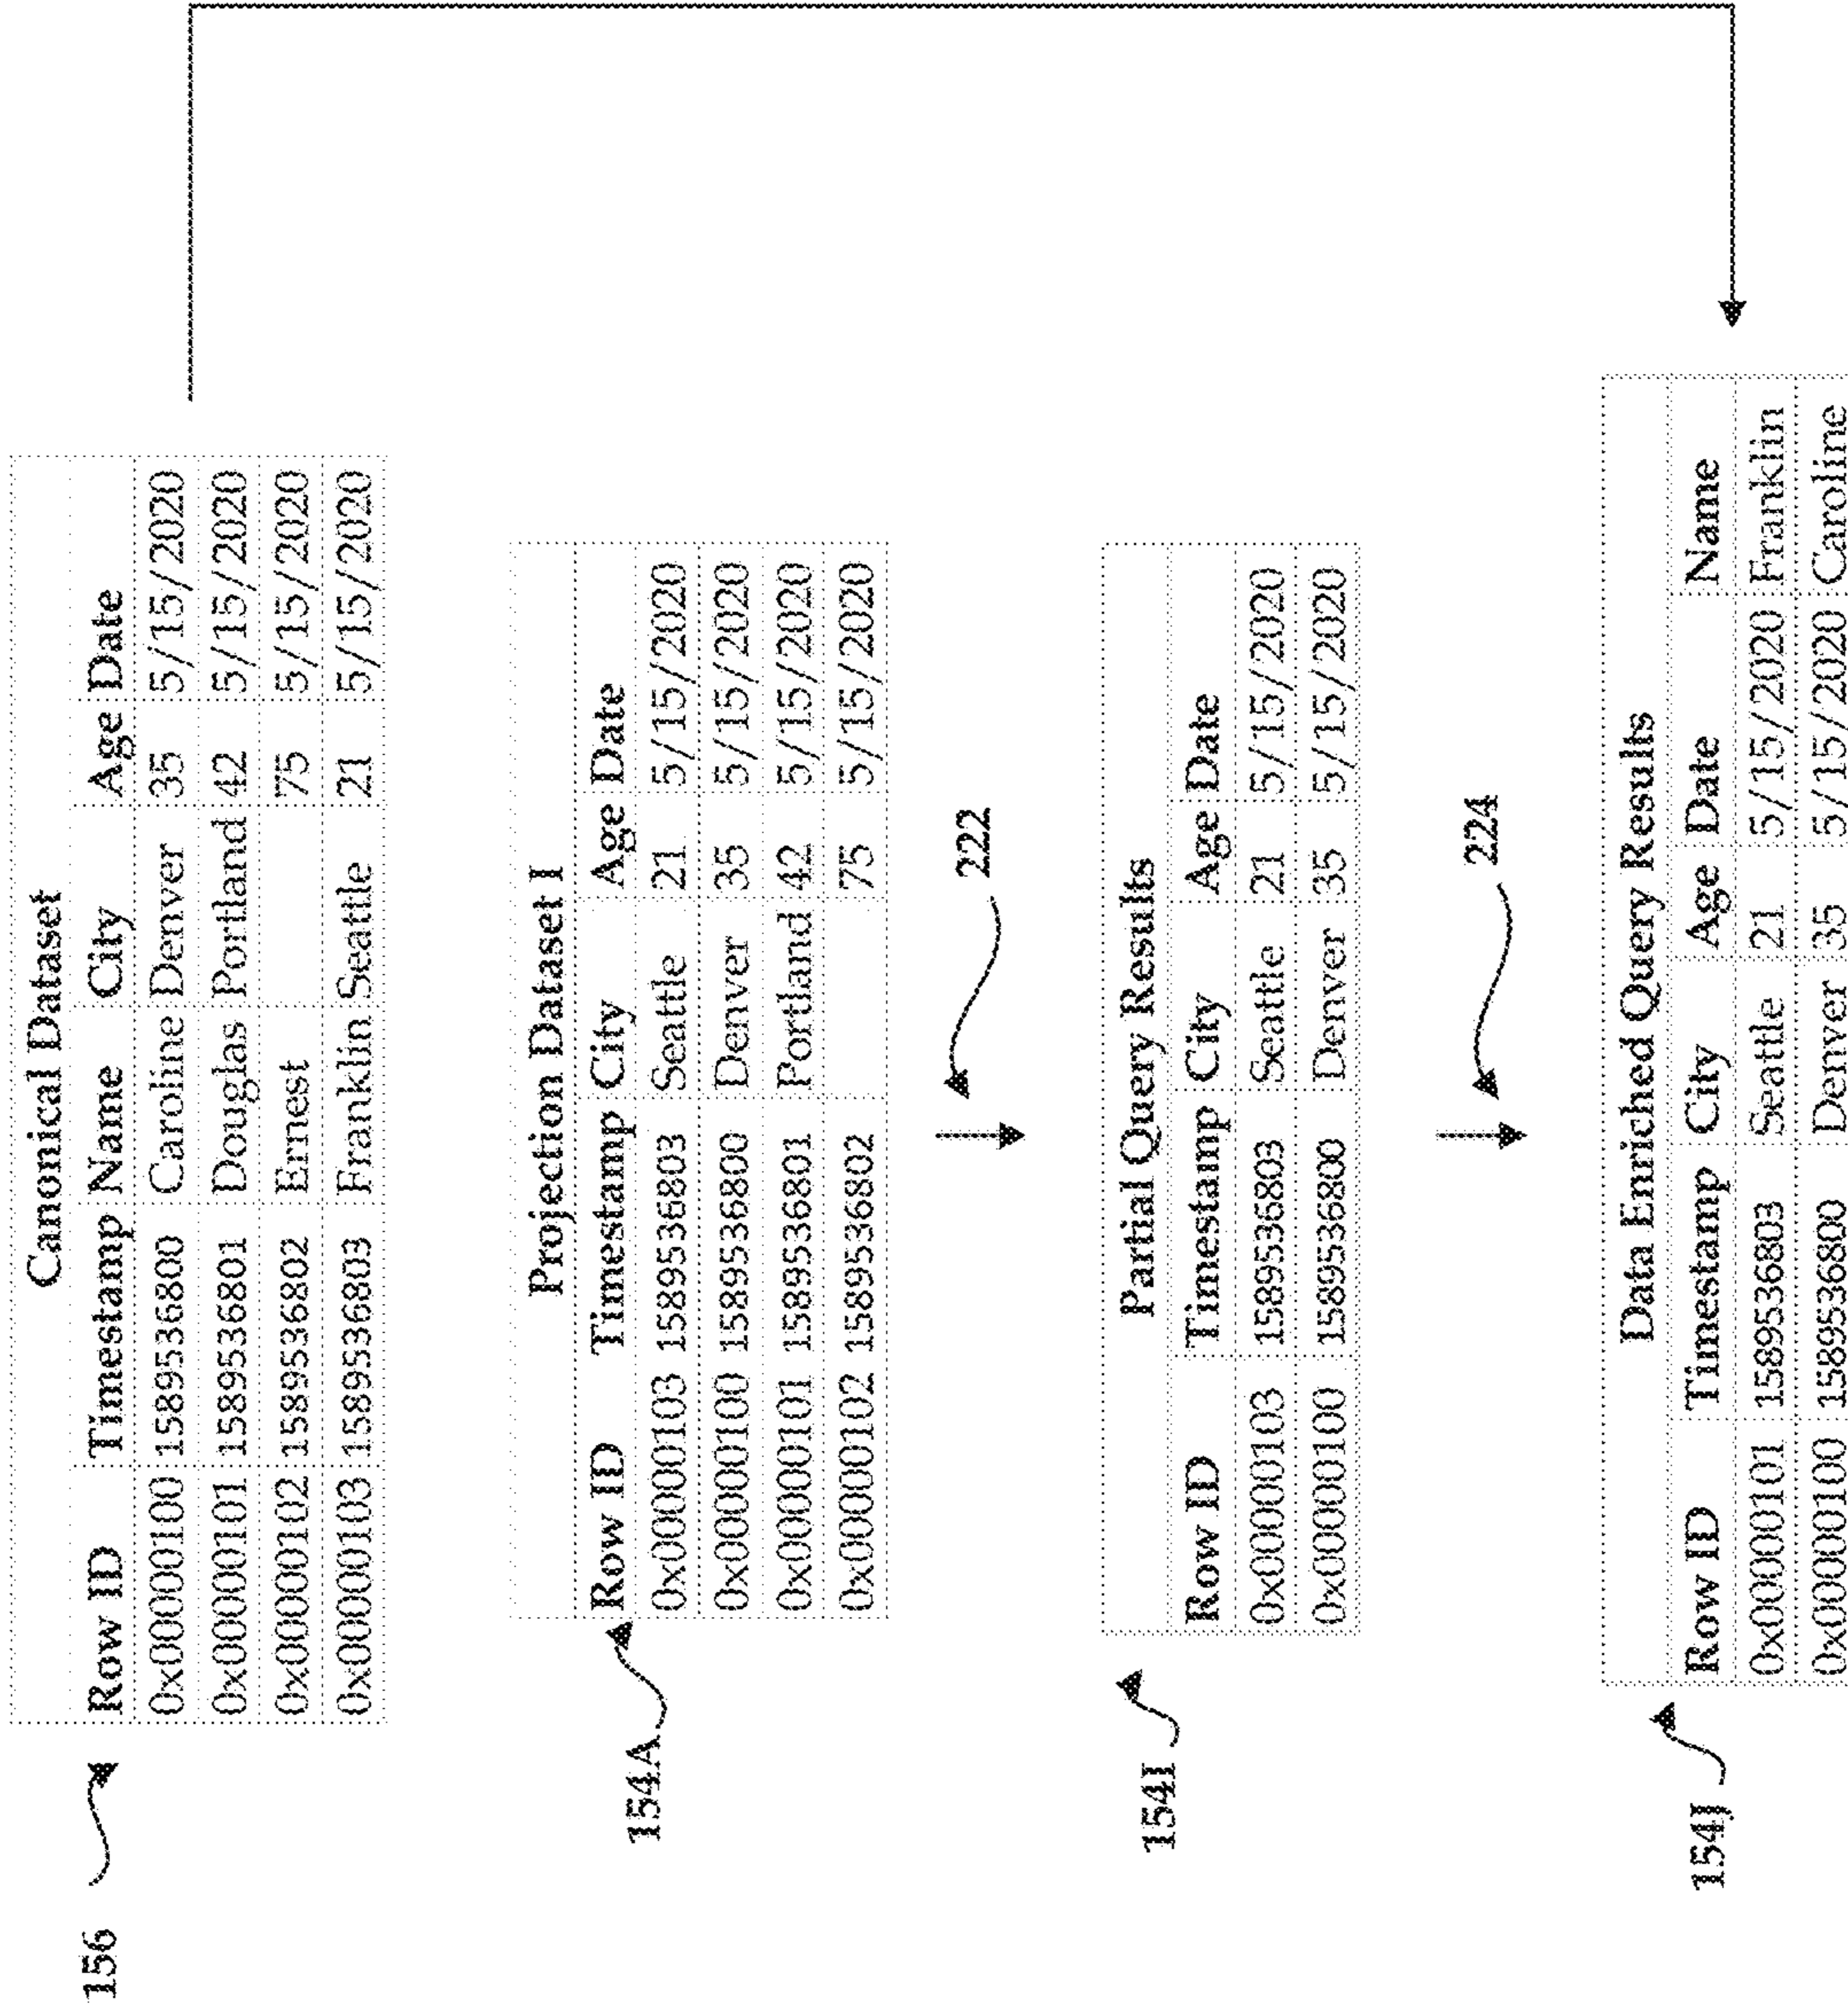 156
Canonical Dataset
Row ID Timestamp Name City Age Date
0x00000100 1589536800 Caroline Denver 35 5/15/2020
0x00000101 1589536801 Douglas Portland 42 5/15/2020
0x00000102 1589536802 Ernest 75 5/15/2020
0x00000103 1589536803 Franklin Seattle 21 5/15/2020
154A
Projection Dataset I
Row ID Timestamp City Age Date
0x00000103 1589536803 Seattle 21 5/15/2020
0x00000100 1589536800 Denver 35 5/15/2020
0x00000101 1589536801 Portland 42 5/15/2020
0x00000102 1589536802 75 5/15/2020
222
154I
Partial Query Results
Row ID Timestamp City Age Date
0x00000103 1589536803 Seattle 21 5/15/2020
0x00000100 1589536800 Denver 35 5/15/2020
224
154J
Data Enriched Query Results
Row ID Timestamp City Age Date Name
0x00000101 1589536803 Seattle 21 5/15/2020 Franklin
0x00000100 1589536800 Denver 35 5/15/2020 Caroline